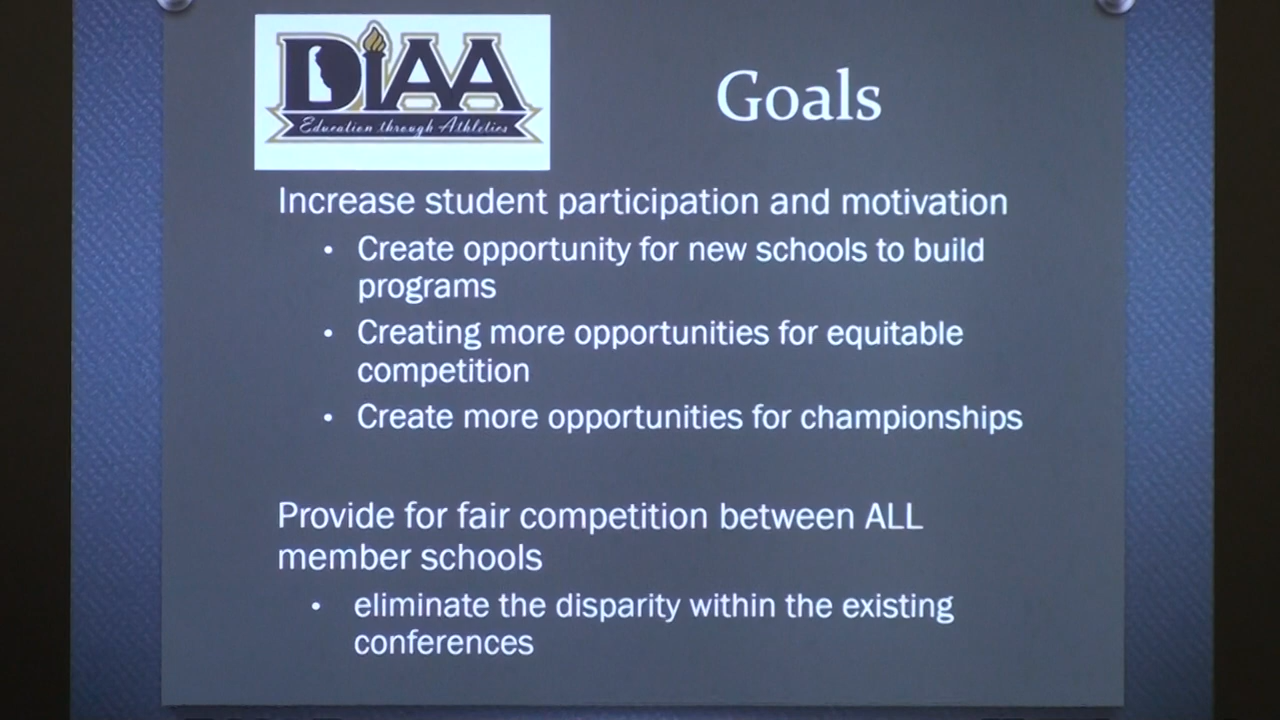 DIAA
Education through Athletics
Goals
Increase student participation and motivation
• Create opportunity for new schools to build
programs
• Creating more opportunities for equitable
competition
• Create more opportunities for championships
Provide for fair competition between ALL
member schools
• eliminate the disparity within the existing
conferences